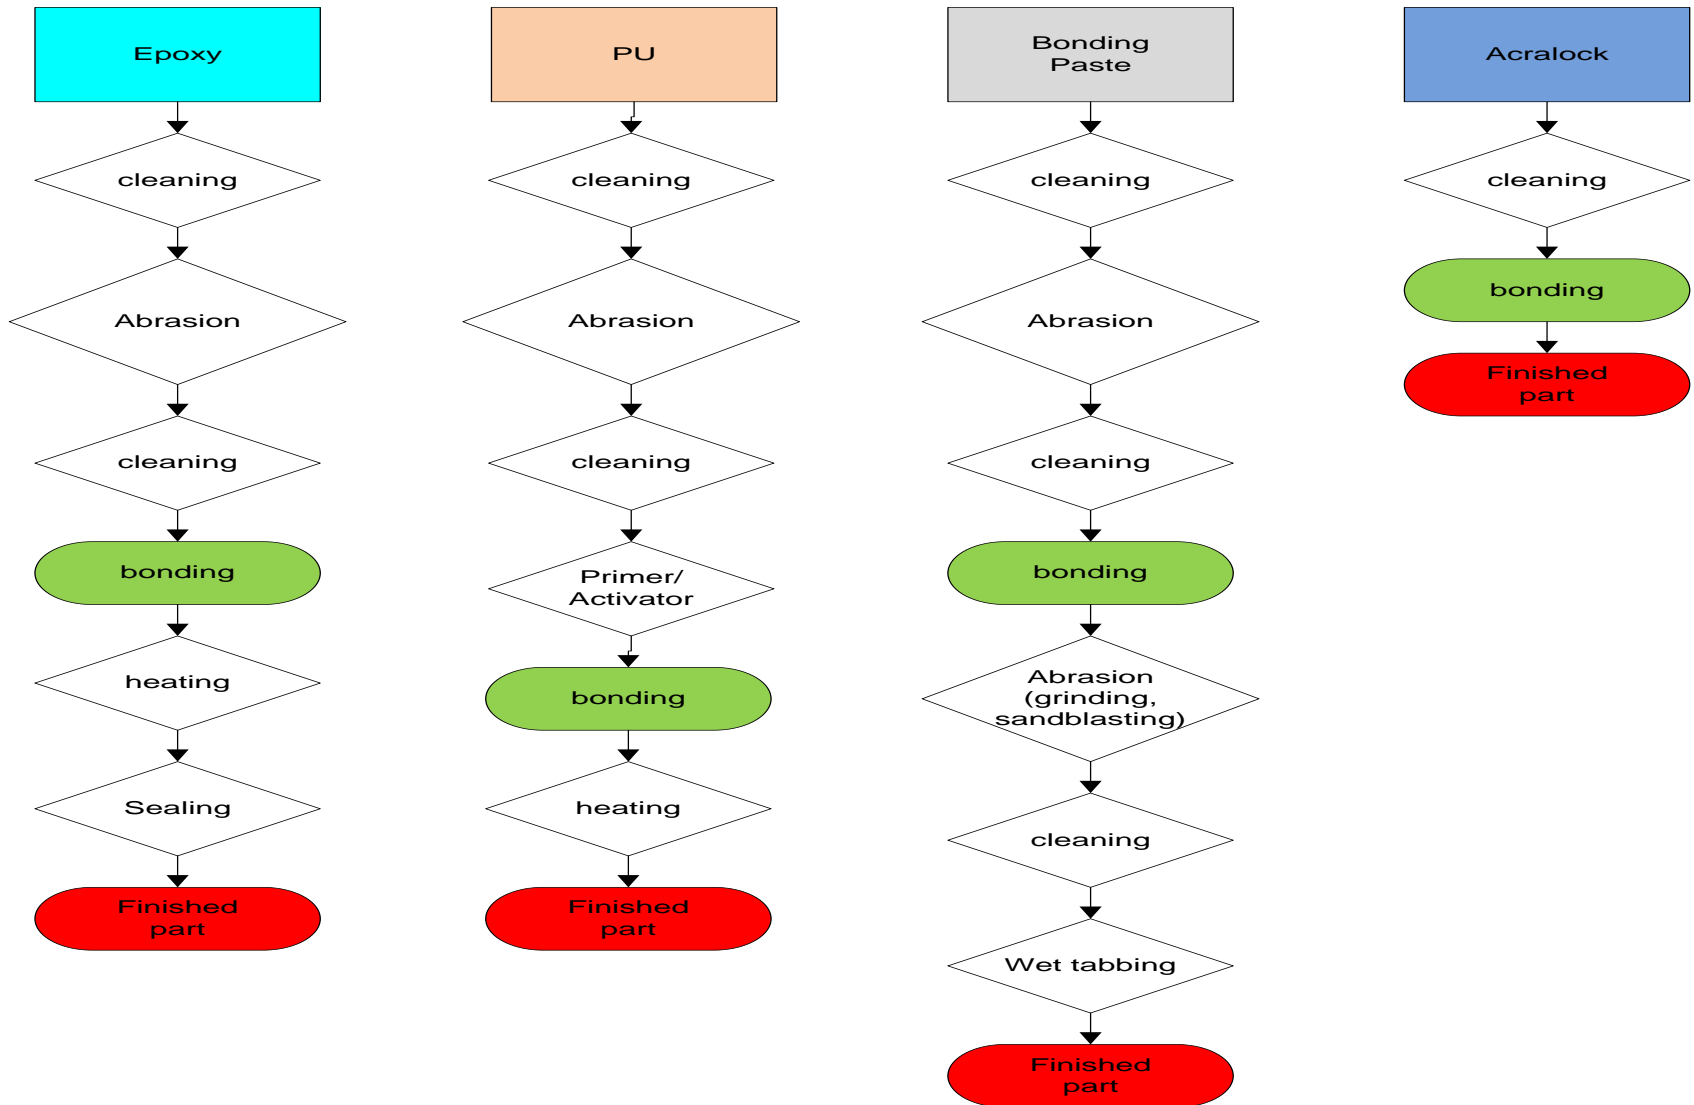 Epoxy
cleaning
Abrasion
cleaning
bonding
heating
Sealing
Finished
part
PU
cleaning
Abrasion
cleaning
Primer/
Activator
bonding
heating
Finished
part
Bonding
Paste
cleaning
Abrasion
cleaning
bonding
Abrasion
(grinding,
sandblasting)
cleaning
Wet tabbing
Finished
part
Acralock
cleaning
bonding
Finished
part